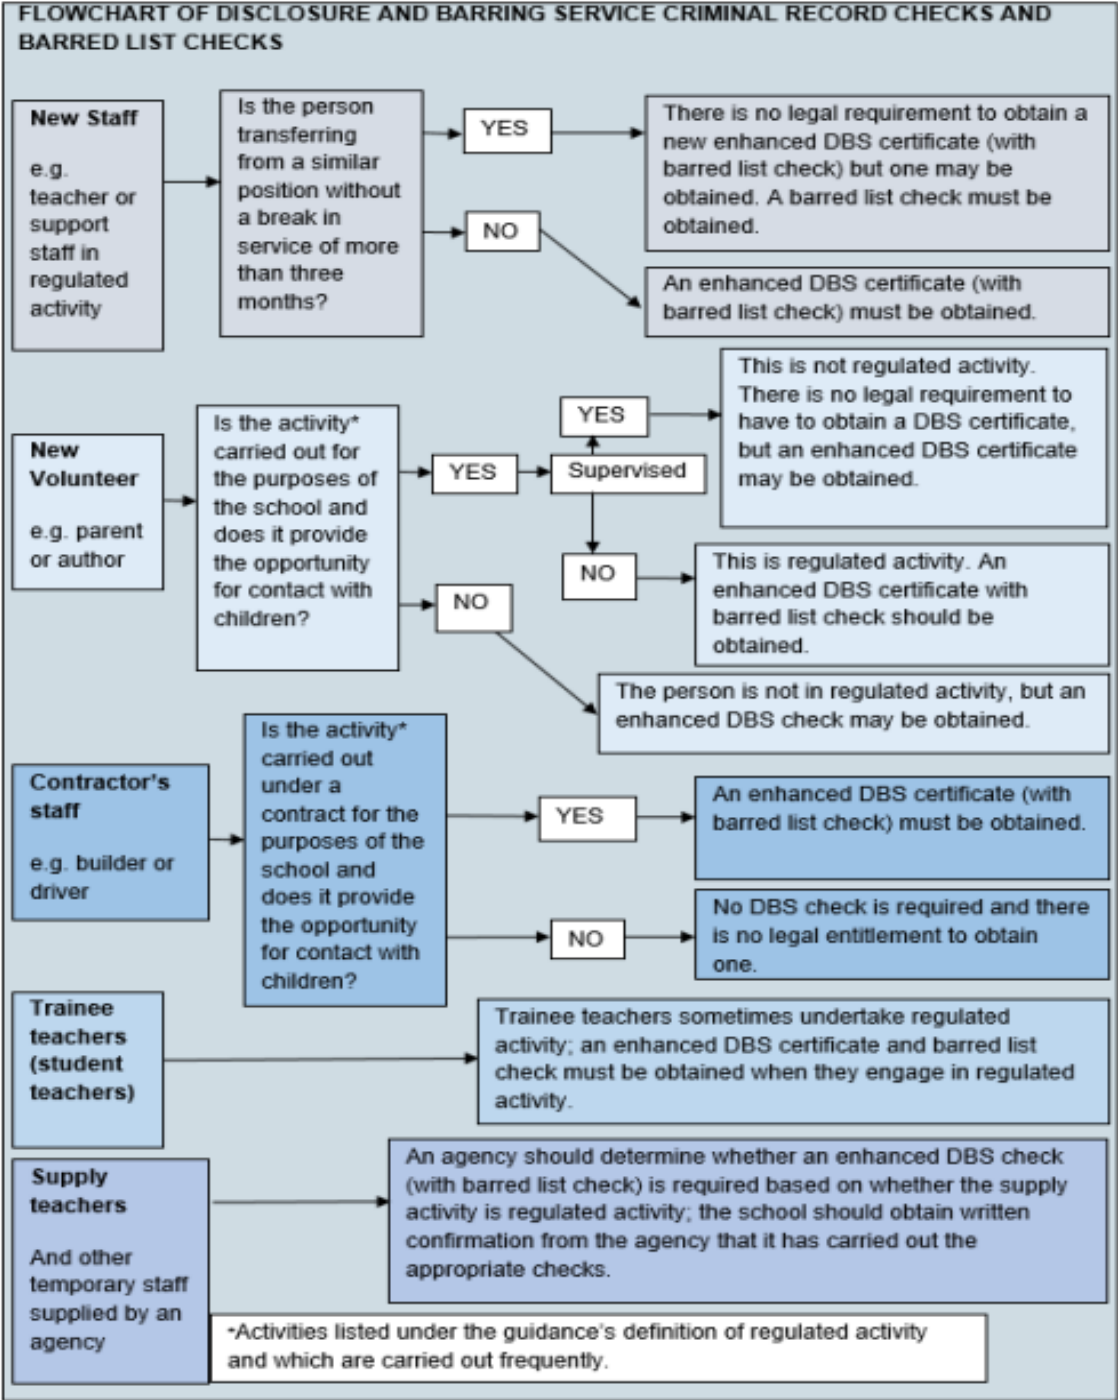 FLOWCHART OF DISCLOSURE AND BARRING SERVICE CRIMINAL RECORD CHECKS AND
BARRED LIST CHECKS
New Staff
e.g.
teacher or
support
staff in
regulated
activity
Is the person
transferring
from a similar
position without
a break in
service of more
than three
months?
YES
There is no legal requirement to obtain a
new enhanced DBS certificate (with
barred list check) but one may be
obtained. A barred list check must be
obtained.
NO
An enhanced DBS certificate (with
barred list check) must be obtained.
New
Volunteer
e.g. parent
or author
Is the activity*
carried out for
the purposes of
the school and
does it provide
the opportunity
for contact with
children?
YES
Supervised
YES
This is not regulated activity.
There is no legal requirement to
have to obtain a DBS certificate,
but an enhanced DBS certificate
may be obtained.
NO
This is regulated activity. An
enhanced DBS certificate with
barred list check should be
obtained.
NO
The person is not in regulated activity, but an
enhanced DBS check may be obtained.
Contractor's
staff
e.g. builder or
driver
Is the activity*
carried out
under a
contract for the
purposes of the
school and
does it provide
the opportunity
for contact with
children?
YES
An enhanced DBS certificate (with
barred list check) must be obtained.
NO
No DBS check is required and there
is no legal entitlement to obtain
one.
Trainee
teachers
(student
teachers)
Trainee teachers sometimes undertake regulated
activity; an enhanced DBS certificate and barred list
check must be obtained when they engage in regulated
activity.
Supply
teachers
And other
temporary staff
supplied by an
agency
An agency should determine whether an enhanced DBS check
(with barred list check) is required based on whether the supply
activity is regulated activity; the school should obtain written
confirmation from the agency that it has carried out the
appropriate checks.
*Activities listed under the guidance's definition of regulated activity
and which are carried out frequently.